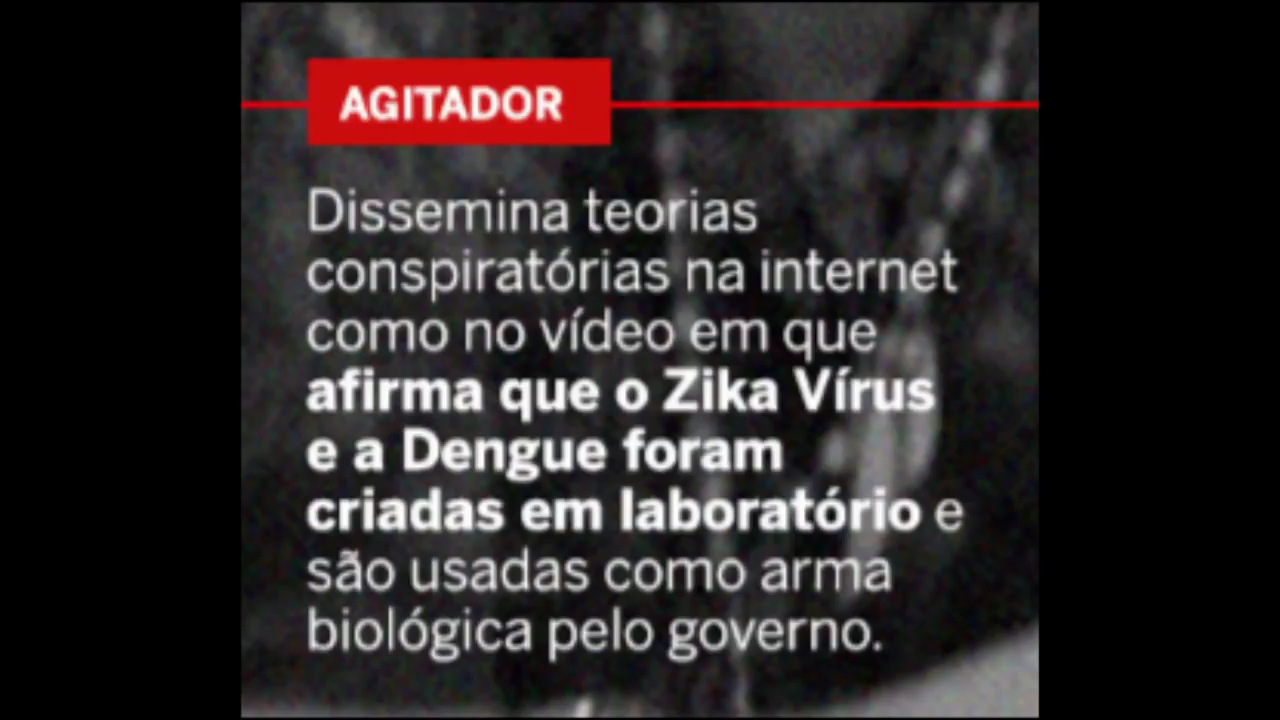 AGITADOR
Dissemina teorias
conspiratórias na internet
como no vídeo em que
afirma que o Zika Vírus
e a Dengue foram
criadas em laboratório e
são usadas como arma
biológica pelo governo.